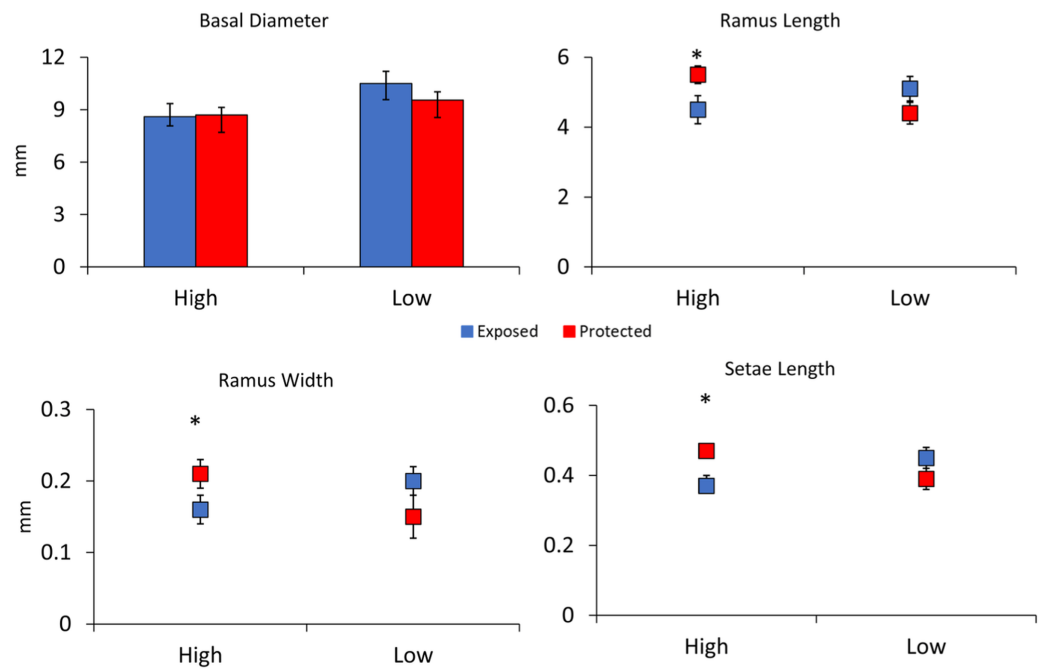 Basal Diameter
12
9
6
3
0
mm
High
Low
Ramus Length
*
6
4
2
0
High
Low
Exposed
Protected
Ramus Width
0.3
*
0.2
0.1
0
mm
High
Low
Setae Length
0.6
*
0.4
0.2
0
High
Low